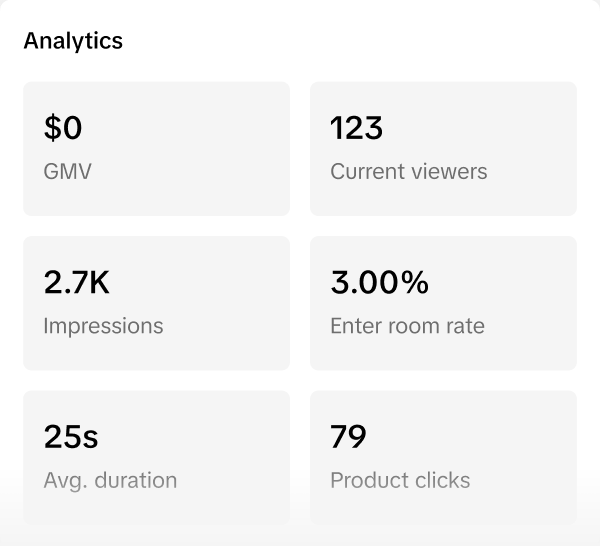 Analytics
$0
GMV
123
Current viewers
2.7K
Impressions
3.00%
Enter room rate
25s
Avg. duration
79
Product clicks